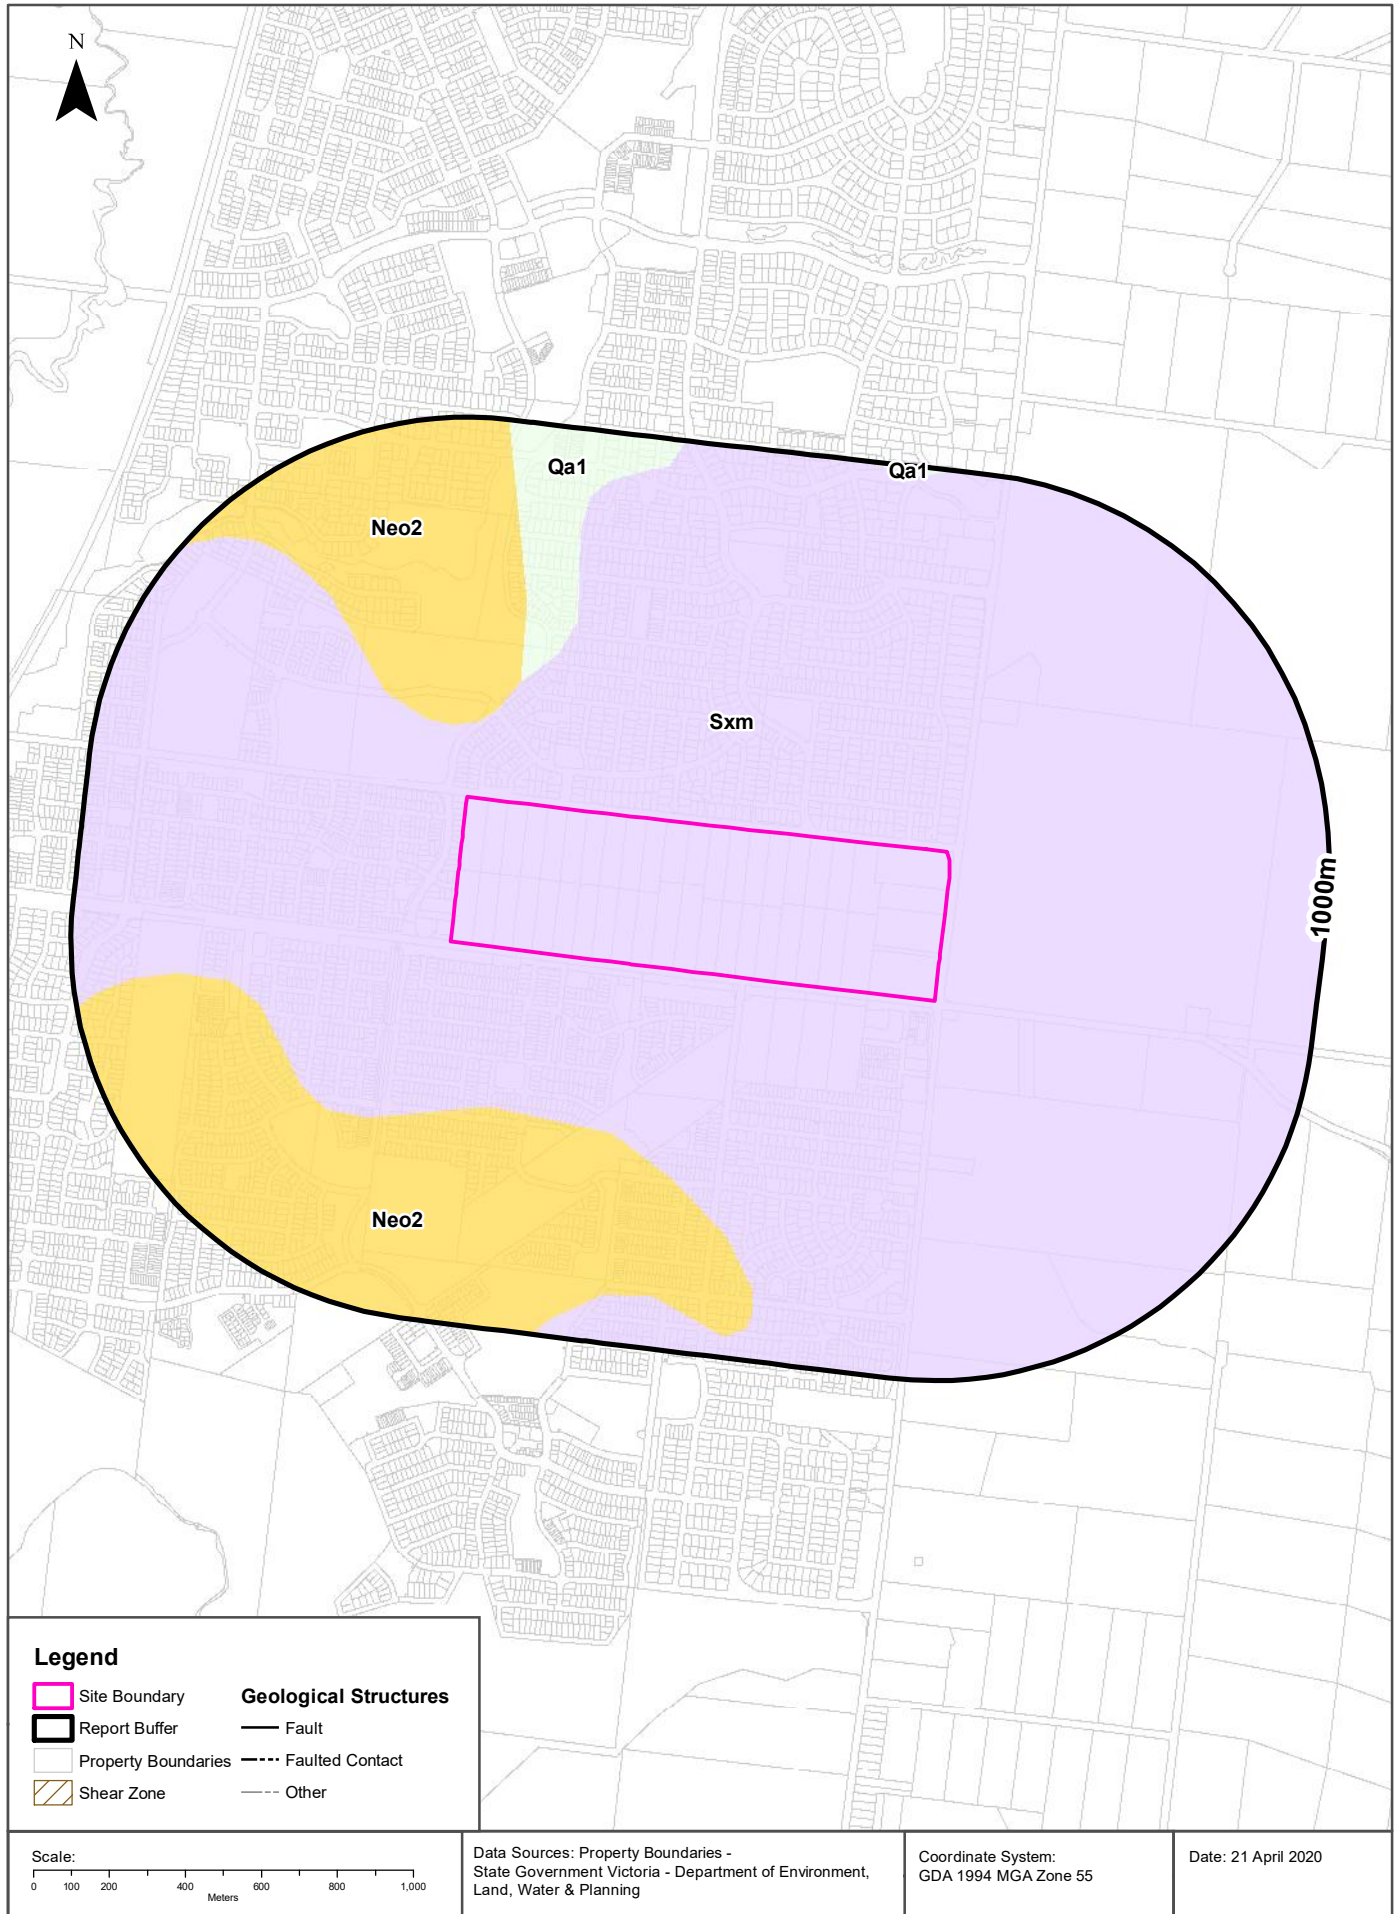 N
Qa1
Qa1
Neo2
Sxm
1000m
Neo2
Legend
Site Boundary
Report Buffer
Property Boundaries
Shear Zone
Geological Structures
Fault
Faulted Contact
Other
Scale:
0 100 200 400 600 800 1,000
Meters
Data Sources: Property Boundaries -
State Government Victoria - Department of Environment,
Land, Water & Planning
Coordinate System:
GDA 1994 MGA Zone 55
Date: 21 April 2020